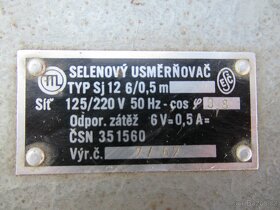 SELENOVÝ USMĚRŇOVAČ
TYP Sj 12 6/0,5 m
Síť 125/220 V 50 Hz - cos φ
Odpor. zátěž 6 V= 0,5 A=
ČSN 351560
Výr. č.